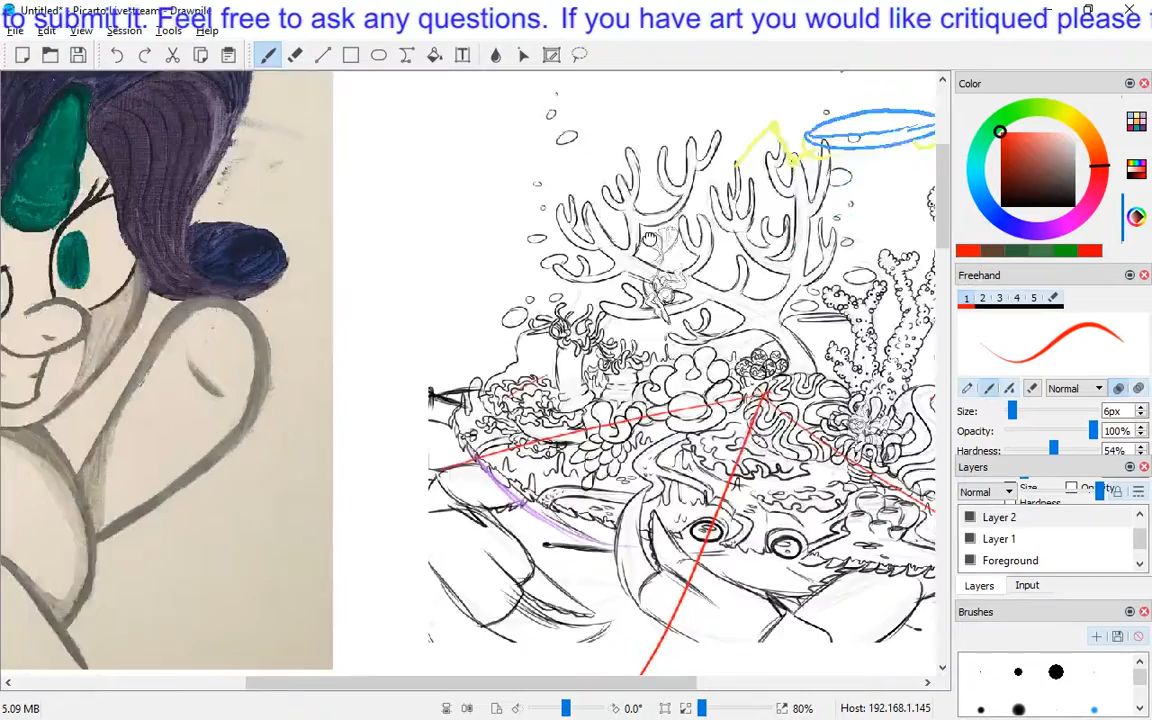 Untitled* - Picarto Livestream - Drawpile
to submit it. Feel free to ask any questions. If you have art you would like critiqued please
File Edit View Session Tools Help
Color
Freehand
1 2 3 4 5
Normal
Size: 6px
Opacity: 100%
Hardness: 54%
Layers
Normal
Size Opacity
Hardness
Layer 2
Layer 1
Foreground
Layers Input
Brushes
5.09 MB
0.0°
80%
Host: 192.168.1.145